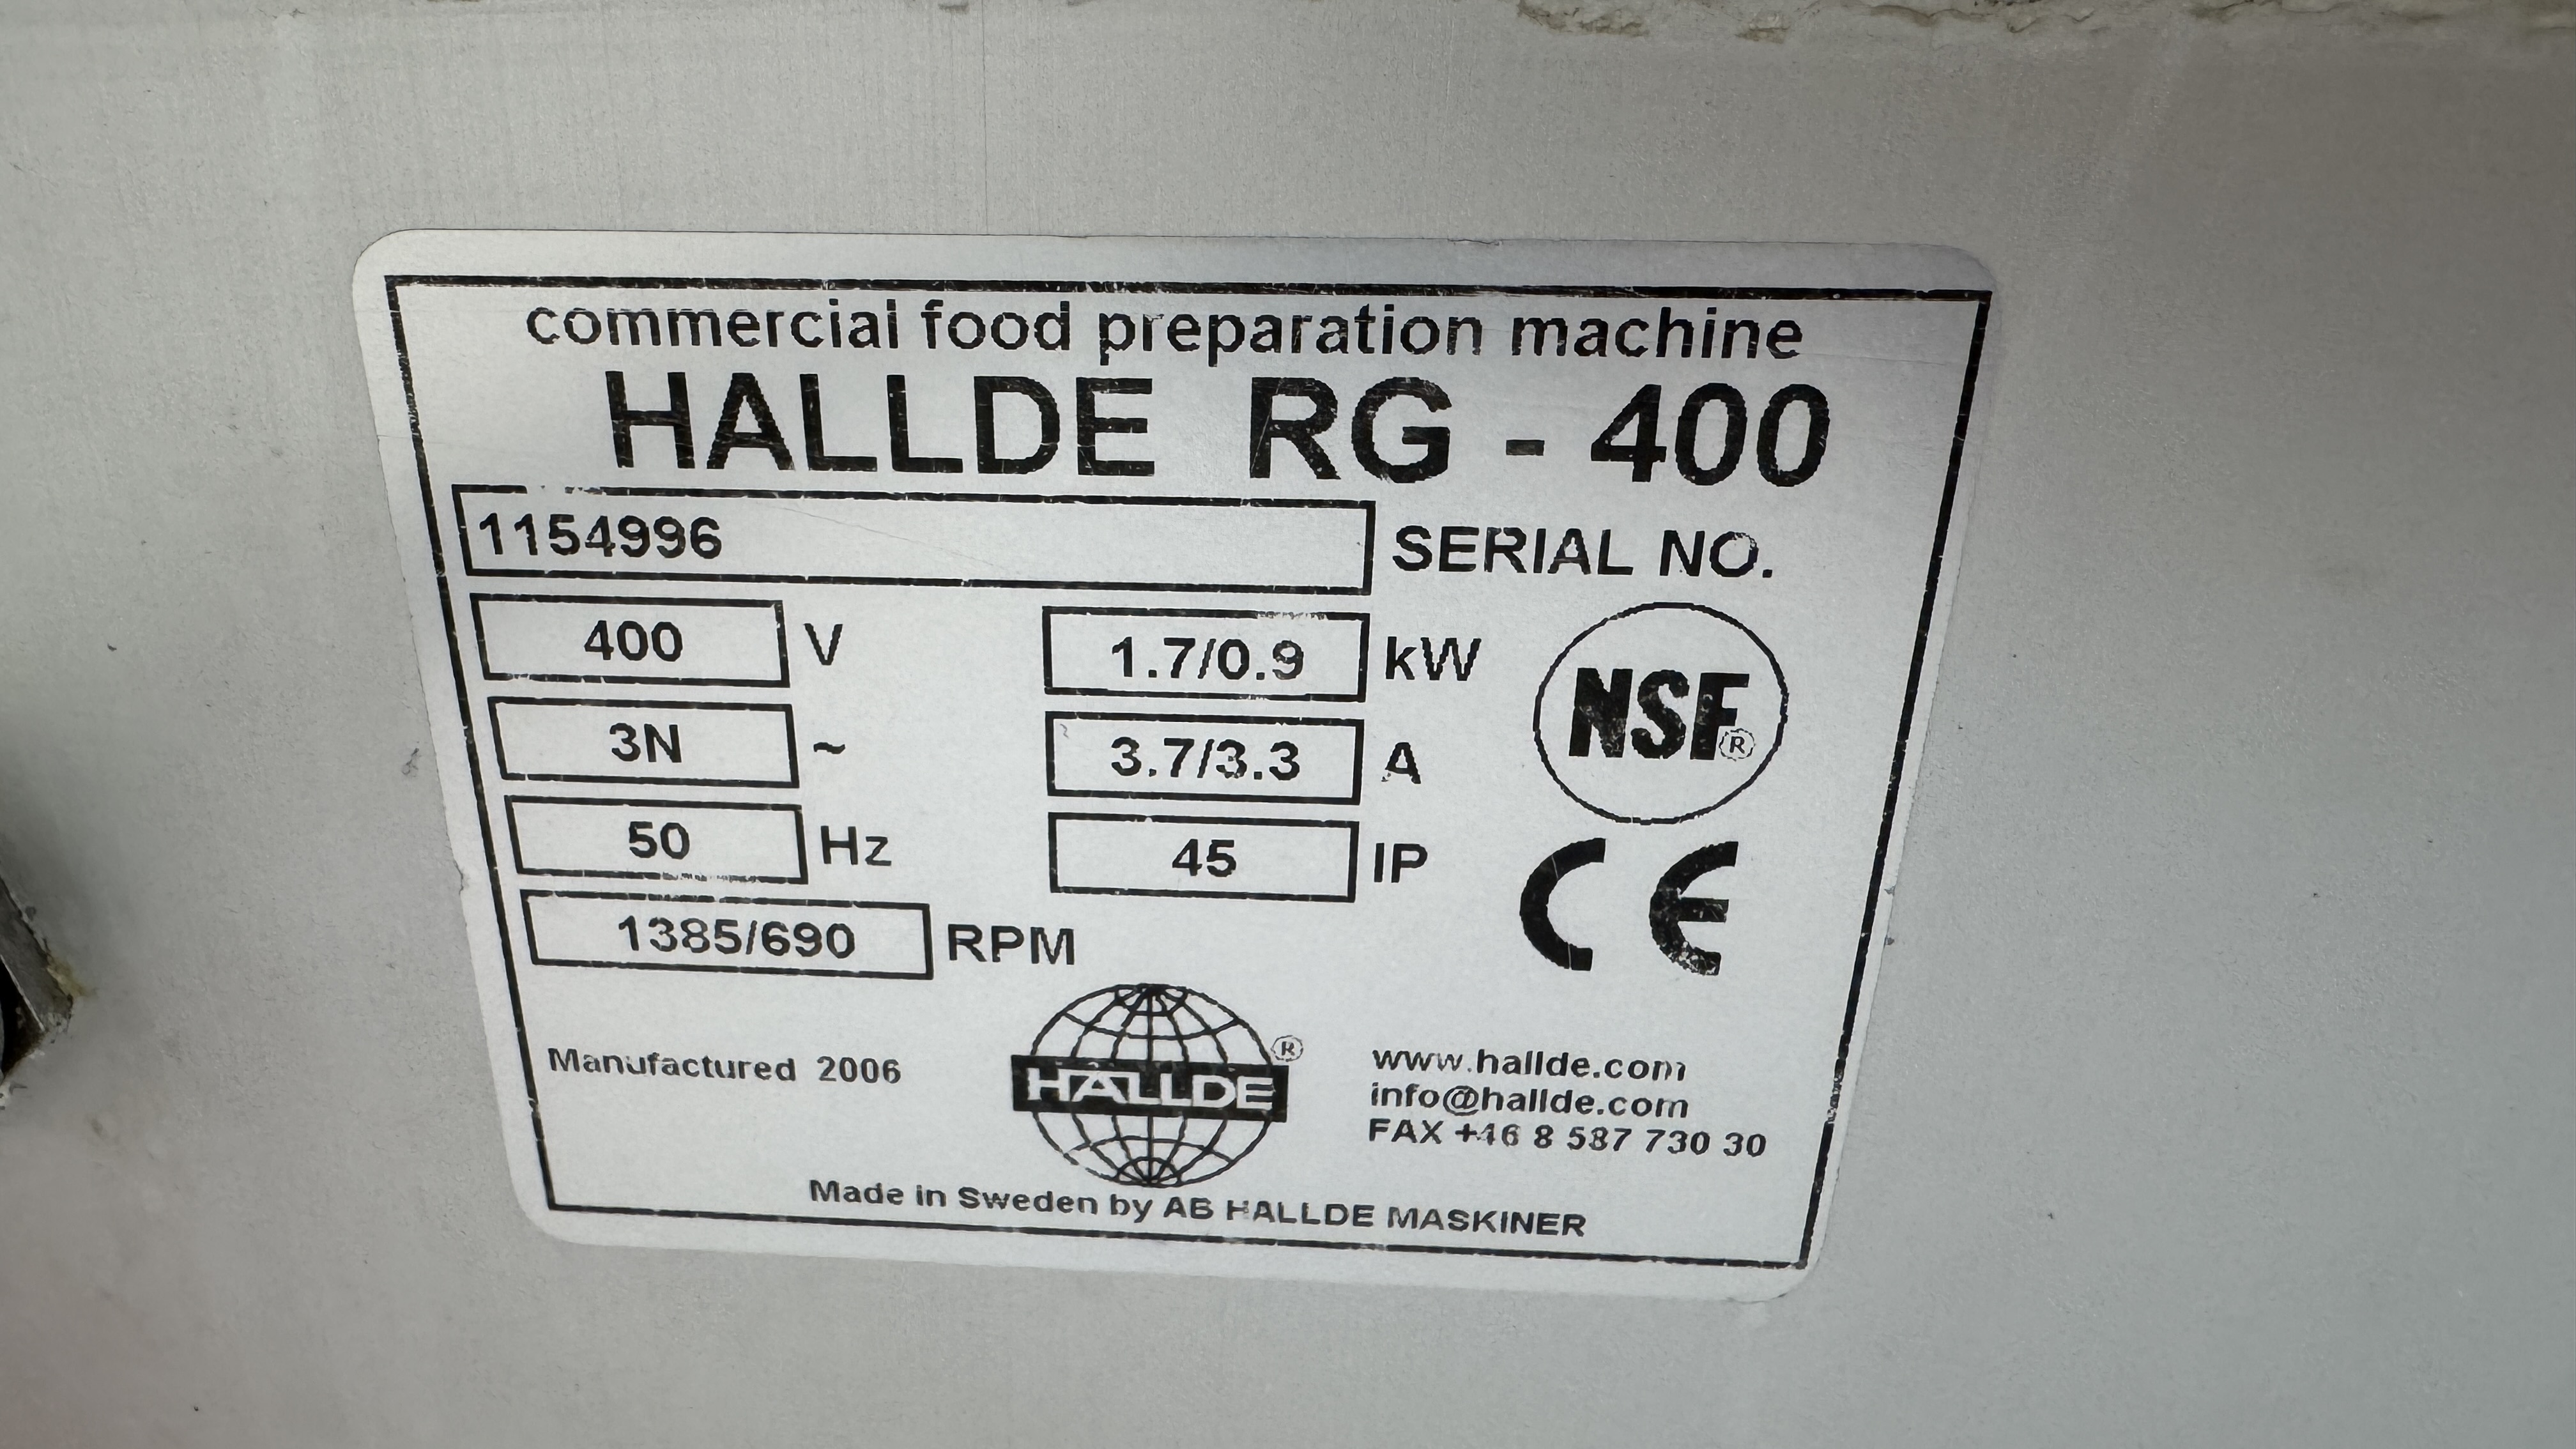 commercial food preparation machine
HALLDE RG - 400
1154996 SERIAL NO.
400 V 1.7/0.9 kW
3N ~ 3.7/3.3 A
NSF®
50 Hz 45 IP
CE
1385/690 RPM
Manufactured 2006
HALLDE ®
www.hallde.com
info@hallde.com
FAX +46 8 587 730 30
Made in Sweden by AB HALLDE MASKINER